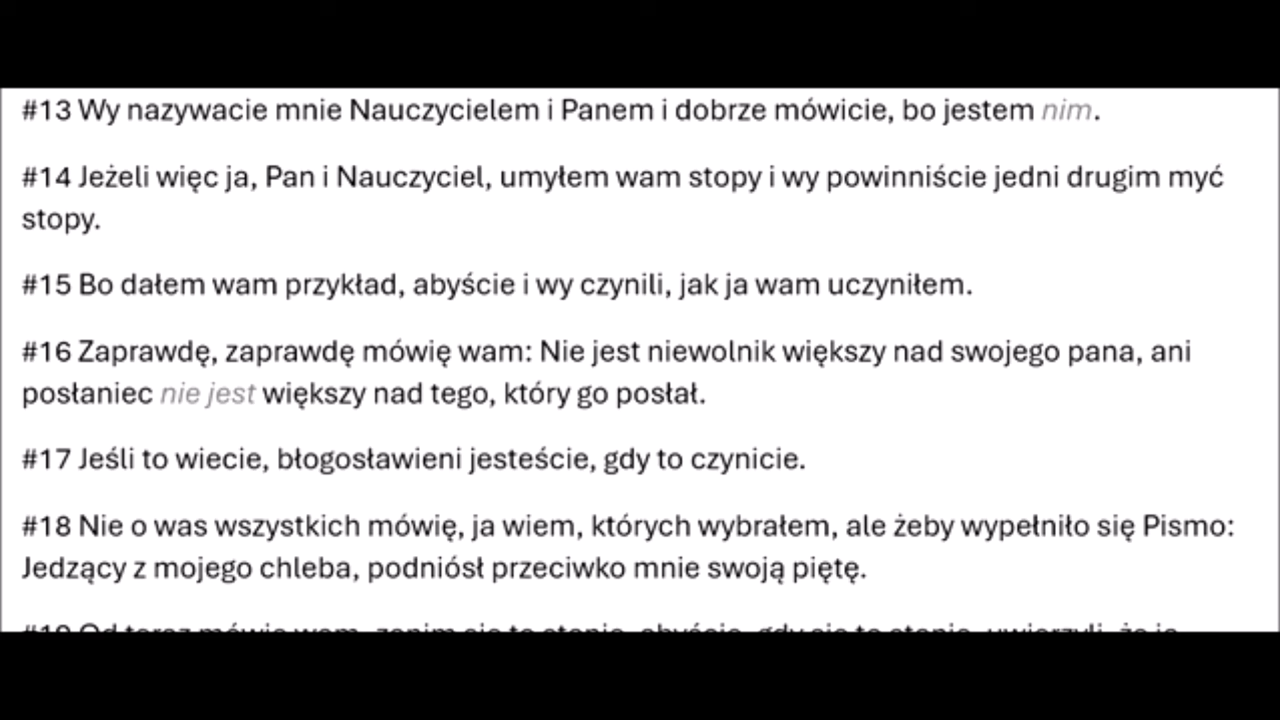 #13 Wy nazywacie mnie Nauczycielem i Panem i dobrze mówicie, bo jestem nim.
#14 Jeżeli więc ja, Pan i Nauczyciel, umyłem wam stopy i wy powinniście jedni drugim myć
stopy.
#15 Bo dałem wam przykład, abyście i wy czynili, jak ja wam uczyniłem.
#16 Zaprawdę, zaprawdę mówię wam: Nie jest niewolnik większy nad swojego pana, ani
posłaniec nie jest większy nad tego, który go posłał.
#17 Jeśli to wiecie, błogosławieni jesteście, gdy to czynicie.
#18 Nie o was wszystkich mówię, ja wiem, których wybrałem, ale żeby wypełniło się Pismo:
Jedzący z mojego chleba, podniósł przeciwko mnie swoją piętę.